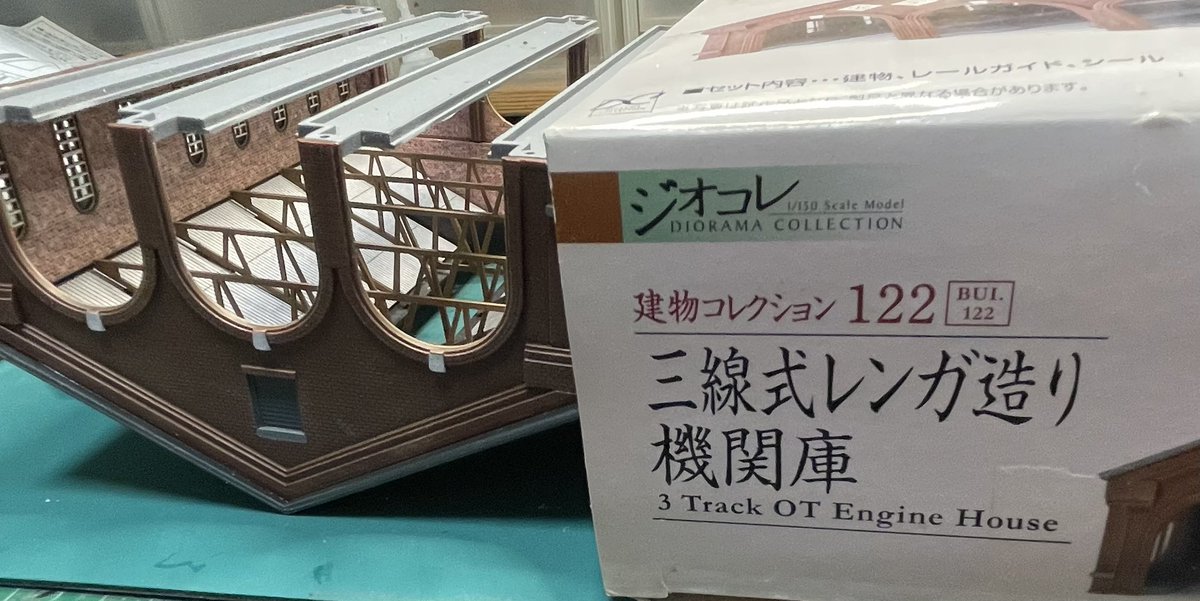 ■セット内容・・・建物、レールガイド、シール
ジオコレ
1/150 Scale Model
DIORAMA COLLECTION
建物コレクション 122
BUI.
122
三線式レンガ造り
機関庫
3 Track OT Engine House